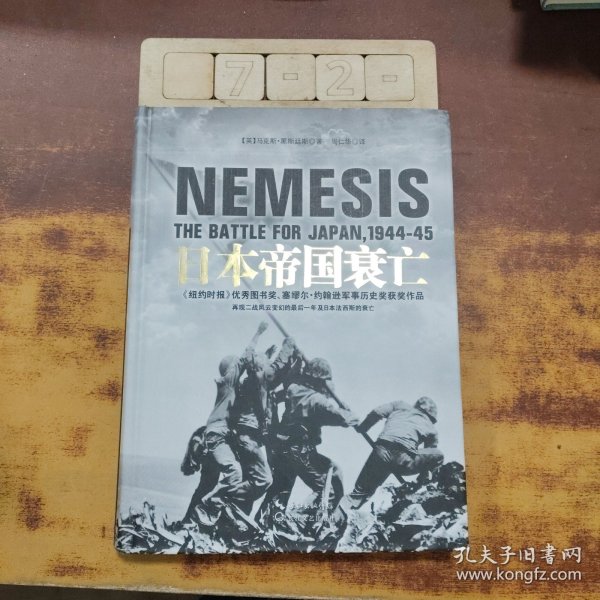 7 - 2 -
【英】马克斯·黑斯廷斯◎著 周仁华◎译
NEMESIS
THE BATTLE FOR JAPAN, 1944-45
日本帝国衰亡
《纽约时报》优秀图书奖、塞缪尔·约翰逊军事历史奖获奖作品
再现二战风云变幻的最后一年及日本法西斯的衰亡
孔夫子旧书网
www.kongfz.com